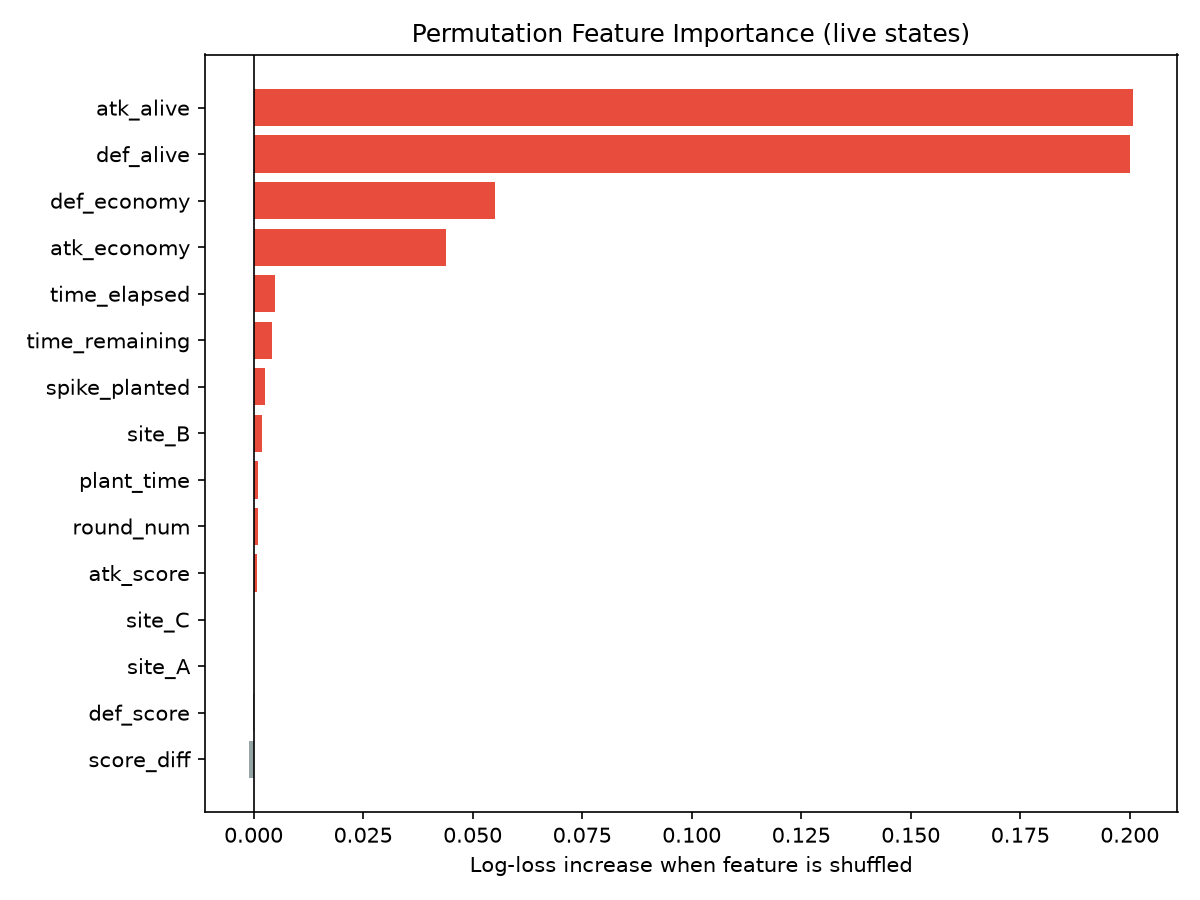 Permutation Feature Importance (live states)
atk_alive
def_alive
def_economy
atk_economy
time_elapsed
time_remaining
spike_planted
site_B
plant_time
round_num
atk_score
site_C
site_A
def_score
score_diff
0.000 0.025 0.050 0.075 0.100 0.125 0.150 0.175 0.200
Log-loss increase when feature is shuffled